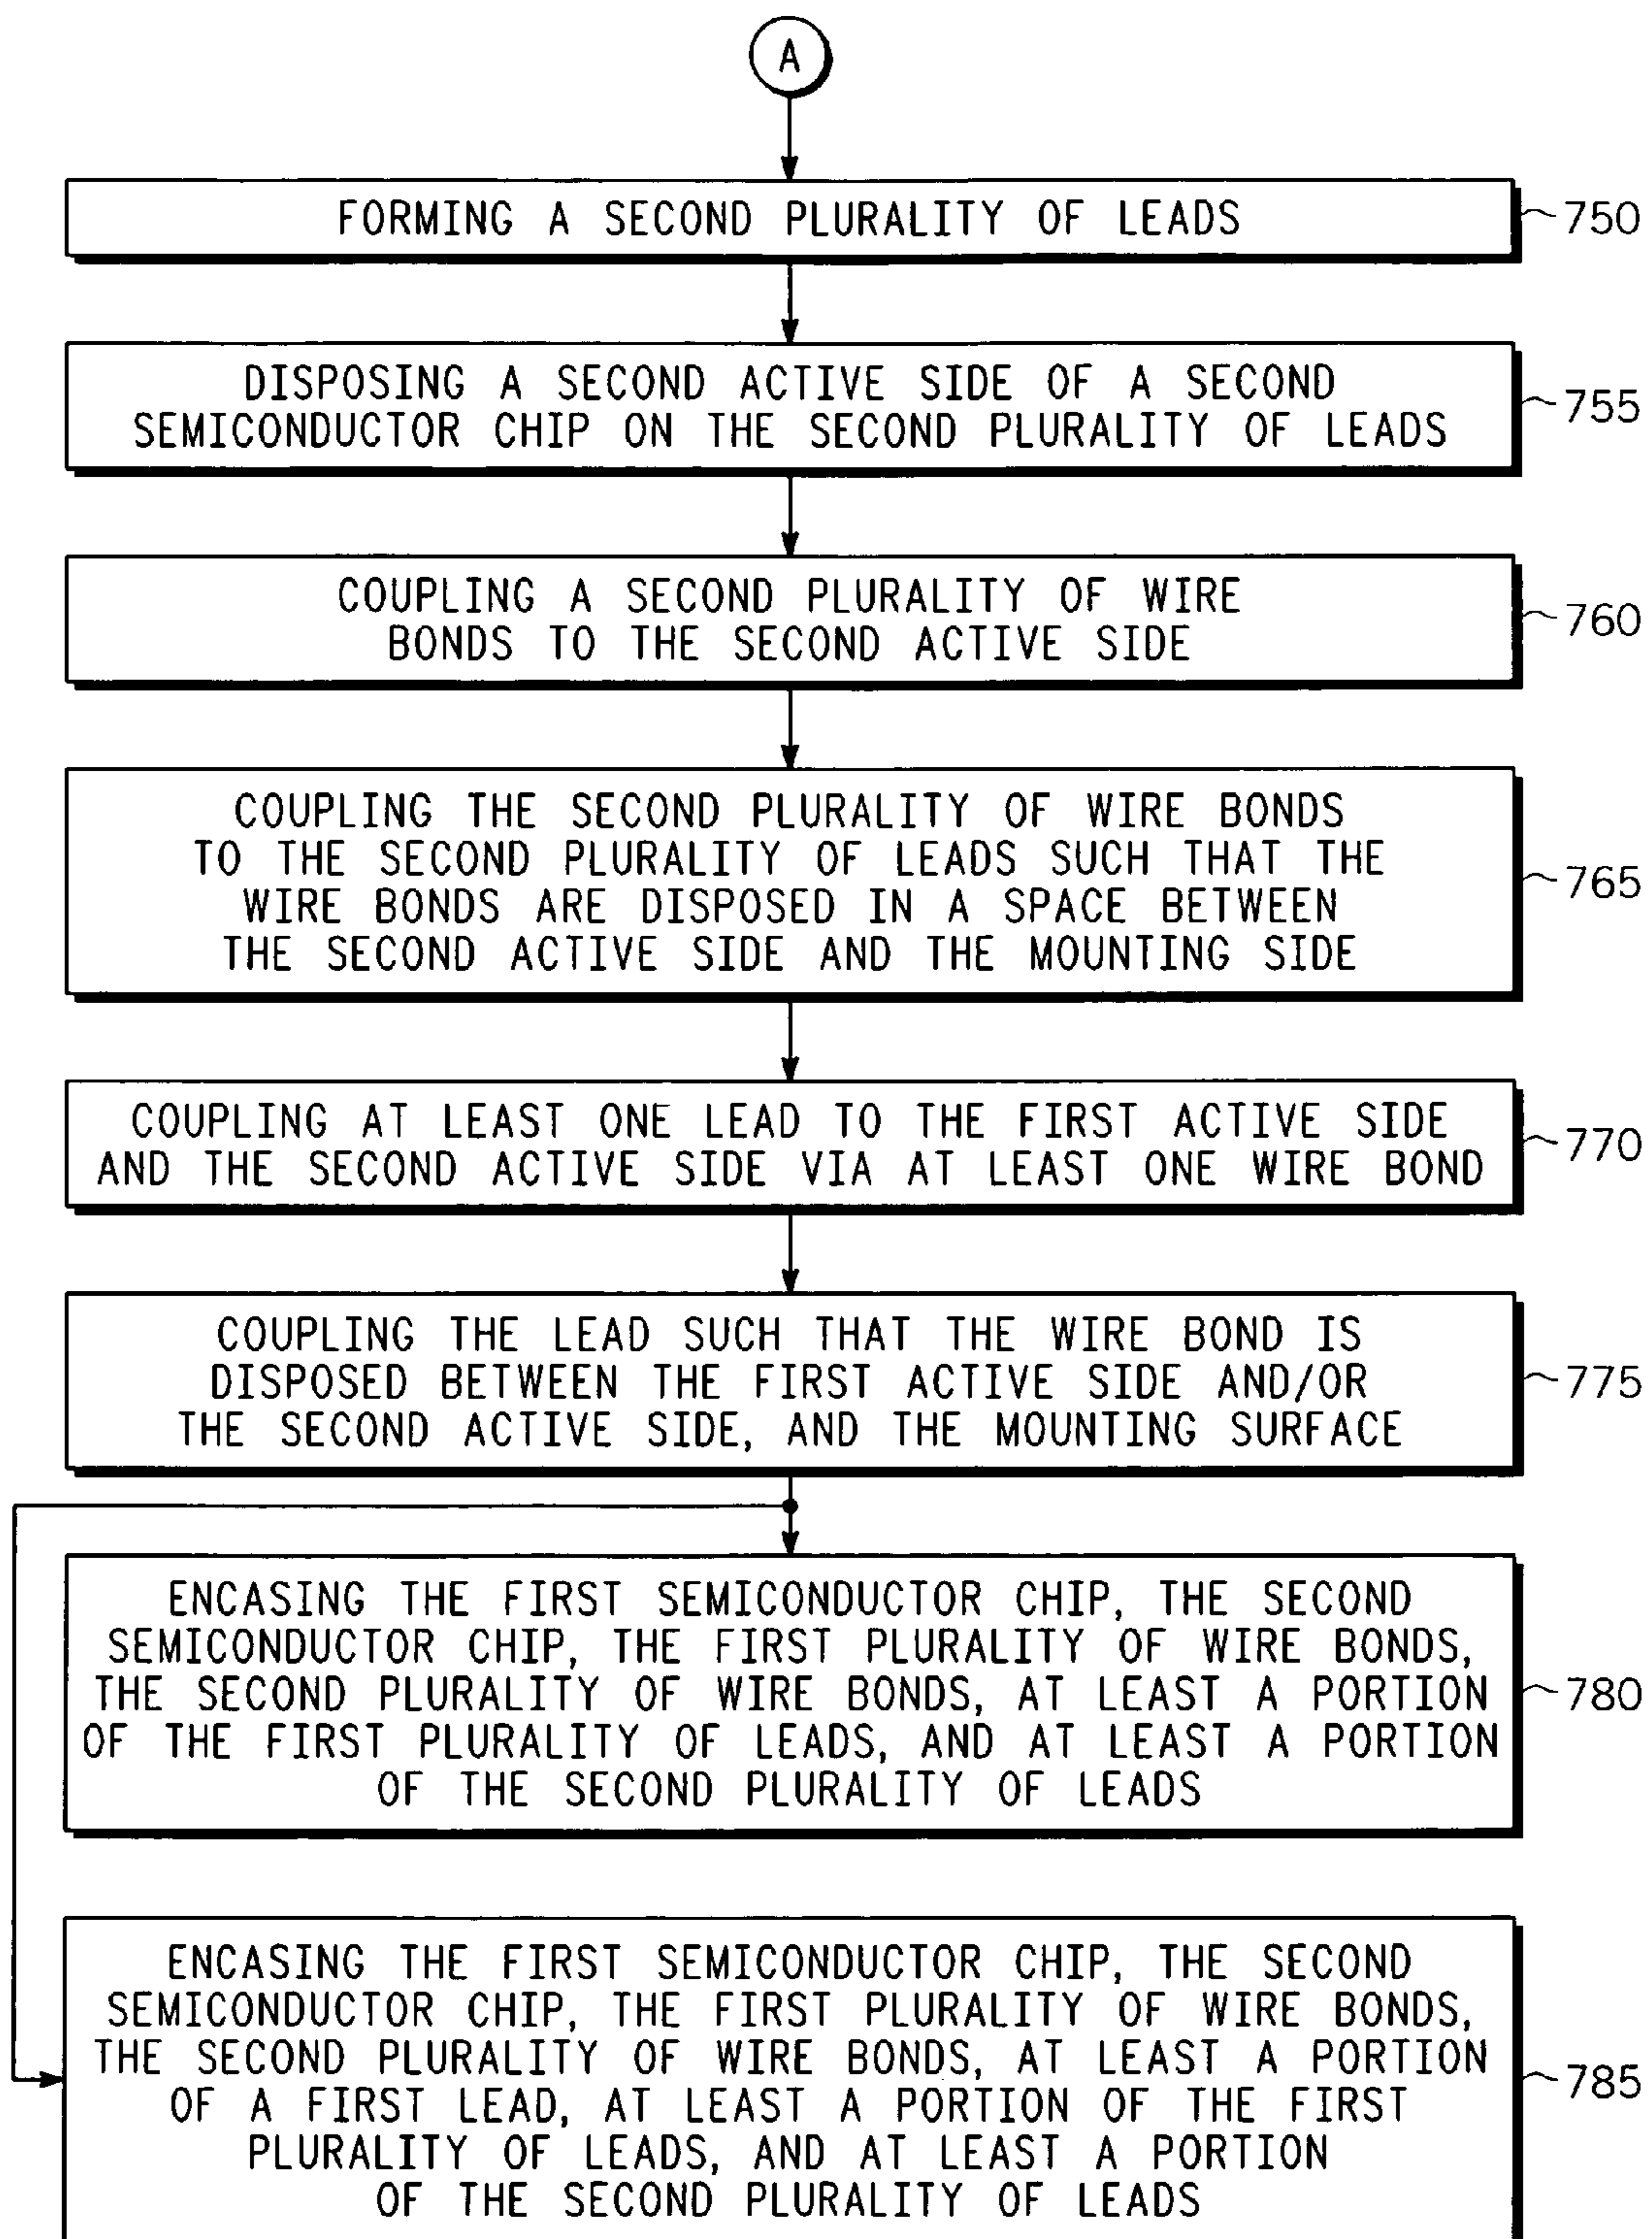 A
FORMING A SECOND PLURALITY OF LEADS
750
DISPOSING A SECOND ACTIVE SIDE OF A SECOND
SEMICONDUCTOR CHIP ON THE SECOND PLURALITY OF LEADS
755
COUPLING A SECOND PLURALITY OF WIRE
BONDS TO THE SECOND ACTIVE SIDE
760
COUPLING THE SECOND PLURALITY OF WIRE BONDS
TO THE SECOND PLURALITY OF LEADS SUCH THAT THE
WIRE BONDS ARE DISPOSED IN A SPACE BETWEEN
THE SECOND ACTIVE SIDE AND THE MOUNTING SIDE
765
COUPLING AT LEAST ONE LEAD TO THE FIRST ACTIVE SIDE
AND THE SECOND ACTIVE SIDE VIA AT LEAST ONE WIRE BOND
770
COUPLING THE LEAD SUCH THAT THE WIRE BOND IS
DISPOSED BETWEEN THE FIRST ACTIVE SIDE AND/OR
THE SECOND ACTIVE SIDE, AND THE MOUNTING SURFACE
775
ENCASING THE FIRST SEMICONDUCTOR CHIP, THE SECOND
SEMICONDUCTOR CHIP, THE FIRST PLURALITY OF WIRE BONDS,
THE SECOND PLURALITY OF WIRE BONDS, AT LEAST A PORTION
OF THE FIRST PLURALITY OF LEADS, AND AT LEAST A PORTION
OF THE SECOND PLURALITY OF LEADS
780
ENCASING THE FIRST SEMICONDUCTOR CHIP, THE SECOND
SEMICONDUCTOR CHIP, THE FIRST PLURALITY OF WIRE BONDS,
THE SECOND PLURALITY OF WIRE BONDS, AT LEAST A PORTION
OF A FIRST LEAD, AT LEAST A PORTION OF THE FIRST
PLURALITY OF LEADS, AND AT LEAST A PORTION
OF THE SECOND PLURALITY OF LEADS
785